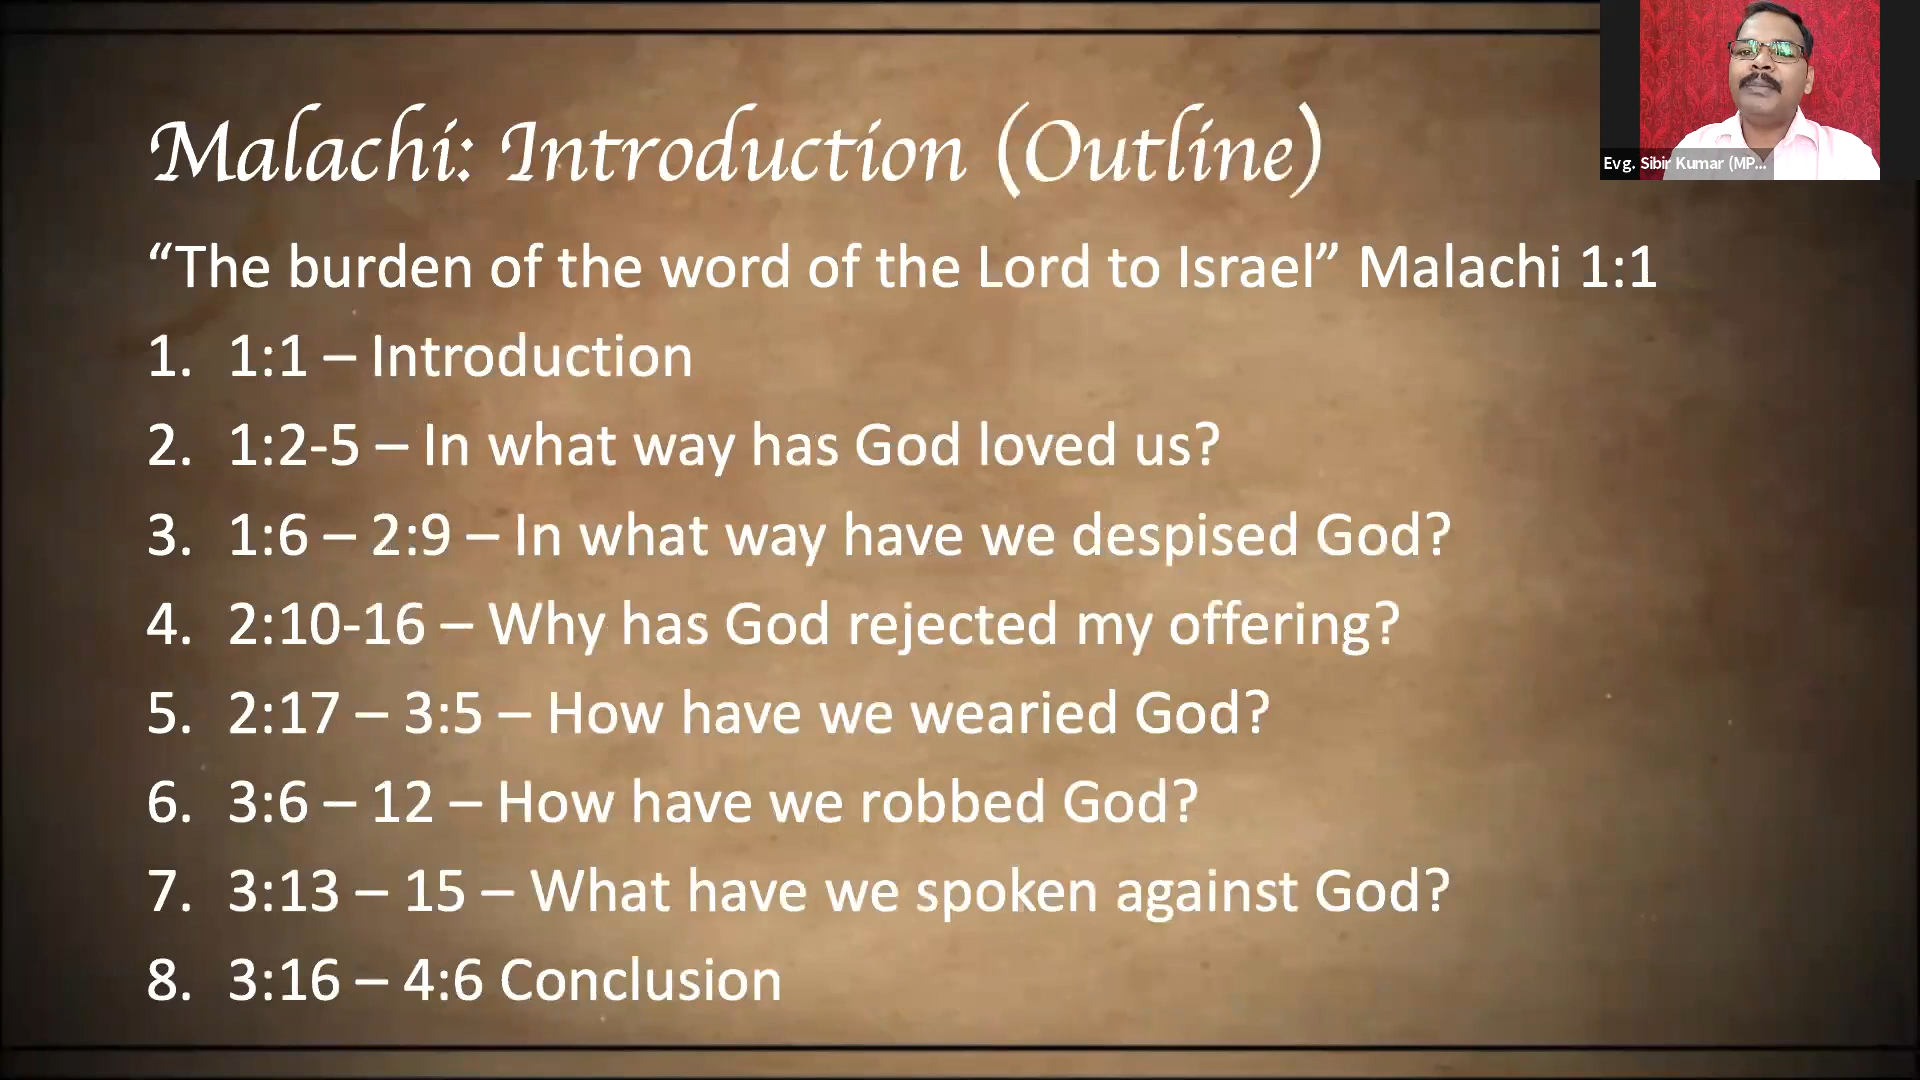 Malachi: Introduction (Outline)
“The burden of the word of the Lord to Israel” Malachi 1:1
1. 1:1 – Introduction
2. 1:2-5 – In what way has God loved us?
3. 1:6 – 2:9 – In what way have we despised God?
4. 2:10-16 – Why has God rejected my offering?
5. 2:17 – 3:5 – How have we wearied God?
6. 3:6 – 12 – How have we robbed God?
7. 3:13 – 15 – What have we spoken against God?
8. 3:16 – 4:6 Conclusion
Evg. Sibir Kumar (MP...